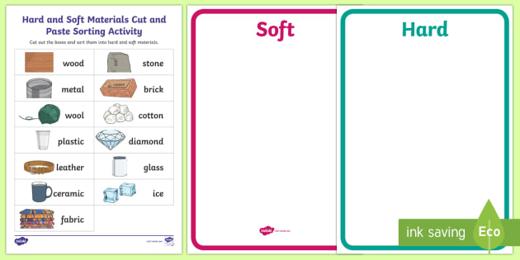 Hard and Soft Materials Cut and
Paste Sorting Activity
Cut out the boxes and sort them into hard and soft materials.
wood
stone
metal
brick
wool
cotton
plastic
diamond
leather
glass
ceramic
ice
fabric
Soft
Hard
ink saving
Eco